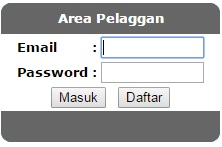 Area Pelaggan
Email :
Password :
Masuk Daftar